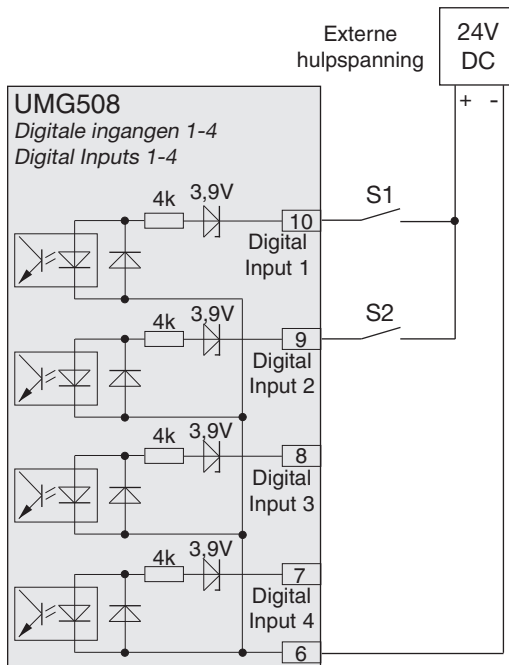 Externe
hulpspanning
24V
DC
+ -
UMG508
Digitale ingangen 1-4
Digital Inputs 1-4
4k 3,9V
10
S1
Digital
Input 1
4k 3,9V
9
S2
Digital
Input 2
4k 3,9V
8
Digital
Input 3
4k 3,9V
7
Digital
Input 4
6